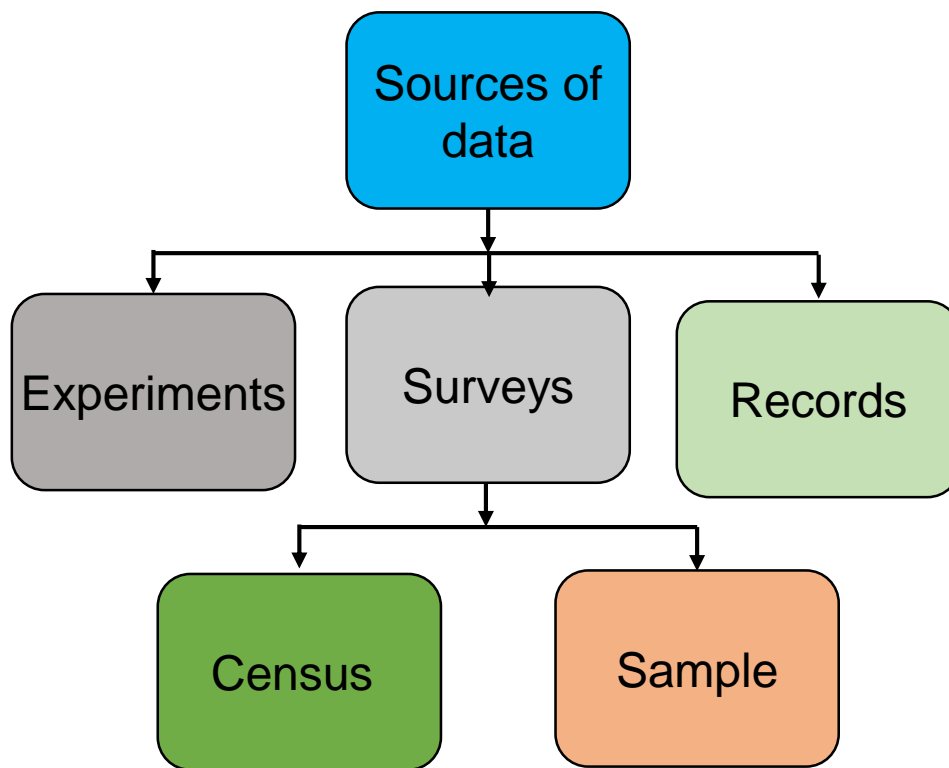 Sources of
data
Experiments
Surveys
Records
Census
Sample